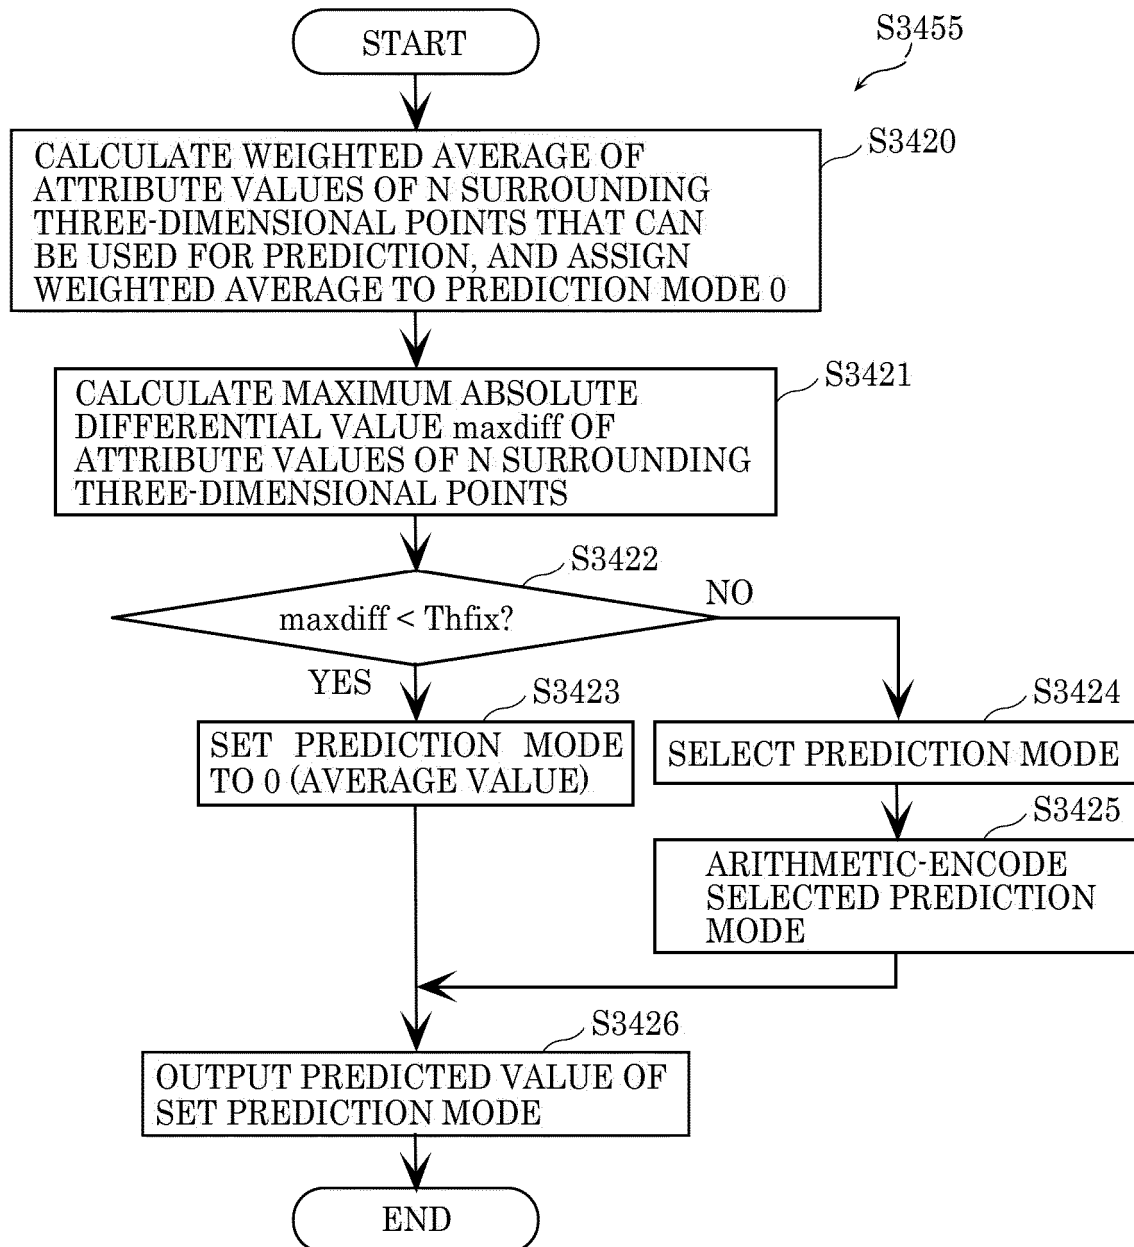 START
S3455
S3420
CALCULATE WEIGHTED AVERAGE OF
ATTRIBUTE VALUES OF N SURROUNDING
THREE-DIMENSIONAL POINTS THAT CAN
BE USED FOR PREDICTION, AND ASSIGN
WEIGHTED AVERAGE TO PREDICTION MODE 0
S3421
CALCULATE MAXIMUM ABSOLUTE
DIFFERENTIAL VALUE maxdiff OF
ATTRIBUTE VALUES OF N SURROUNDING
THREE-DIMENSIONAL POINTS
S3422
maxdiff < Thfix?
NO
YES
S3423
SET PREDICTION MODE
TO 0 (AVERAGE VALUE)
S3424
SELECT PREDICTION MODE
S3425
ARITHMETIC-ENCODE
SELECTED PREDICTION
MODE
S3426
OUTPUT PREDICTED VALUE OF
SET PREDICTION MODE
END